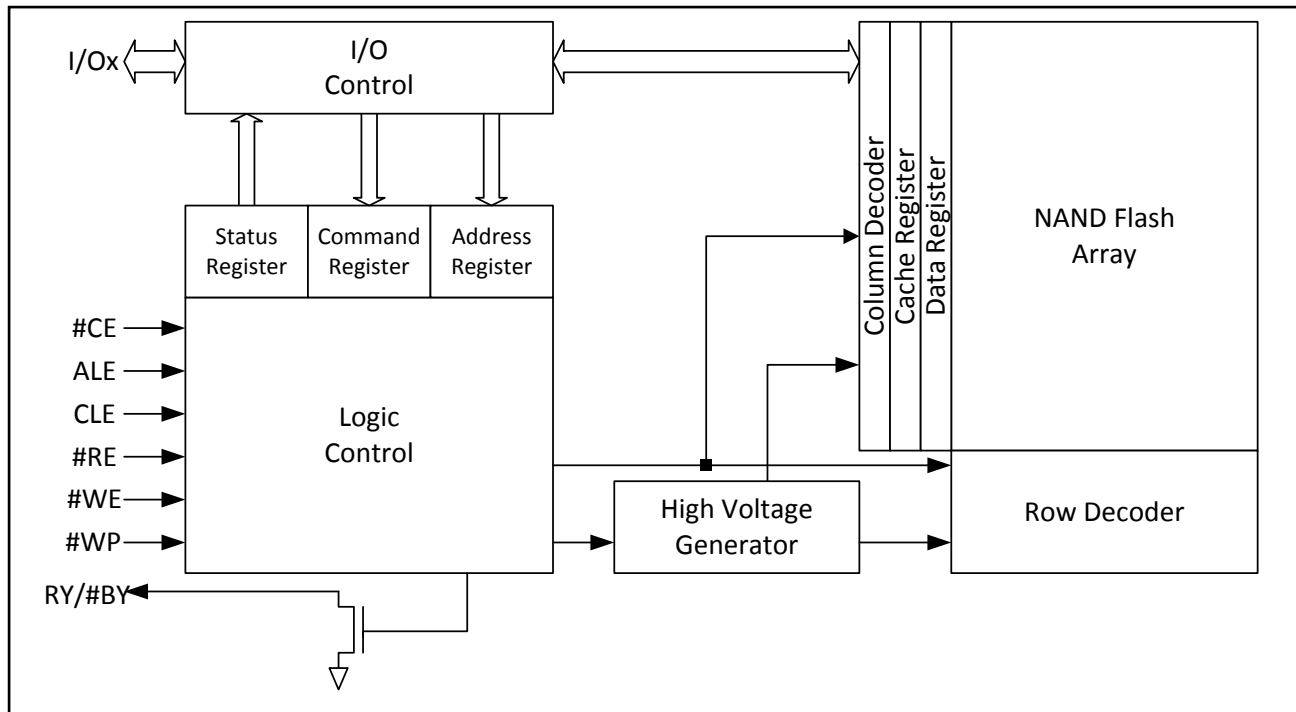 I/Ox
I/O
Control
Status
Register
Command
Register
Address
Register
#CE
ALE
CLE
#RE
#WE
#WP
RY/#BY
Logic
Control
High Voltage
Generator
Column Decoder
Cache Register
Data Register
NAND Flash
Array
Row Decoder